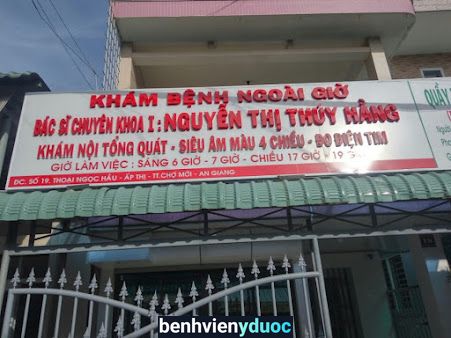 KHÁM BỆNH NGOÀI GIỜ
BÁC SĨ CHUYÊN KHOA I : NGUYỄN THỊ THÚY HẰNG
KHÁM NỘI TỔNG QUÁT - SIÊU ÂM MÀU 4 CHIỀU - ĐO ĐIỆN TIM
GIỜ LÀM VIỆC : SÁNG 6 GIỜ - 7 GIỜ - CHIỀU 17 GIỜ - 19
ĐC. SỐ 19, THOẠI NGỌC HẦU - ẤP THỊ - TT.CHỢ MỚI - AN GIANG
QUẦY
benhvienyduoc